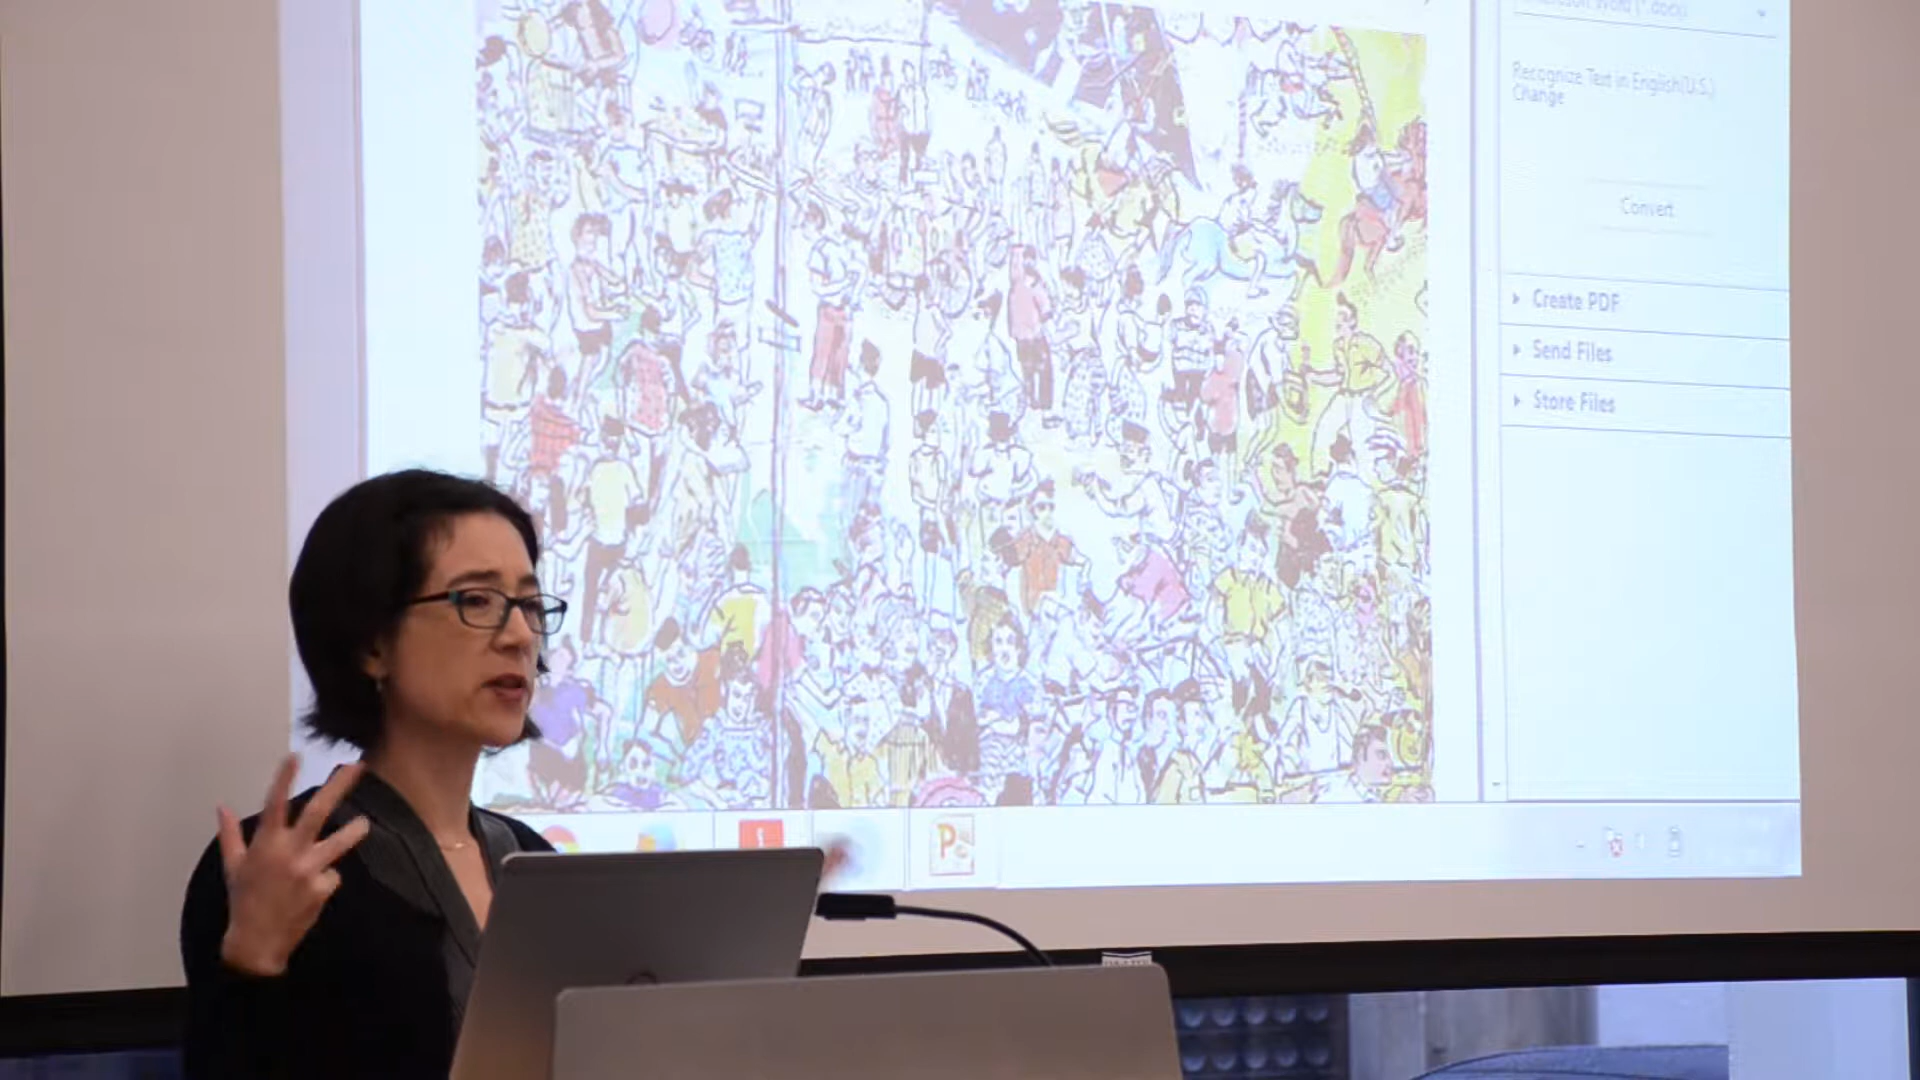 Recognize Text in English(U.S.)
Change
Convert
Create PDF
Send Files
Store Files